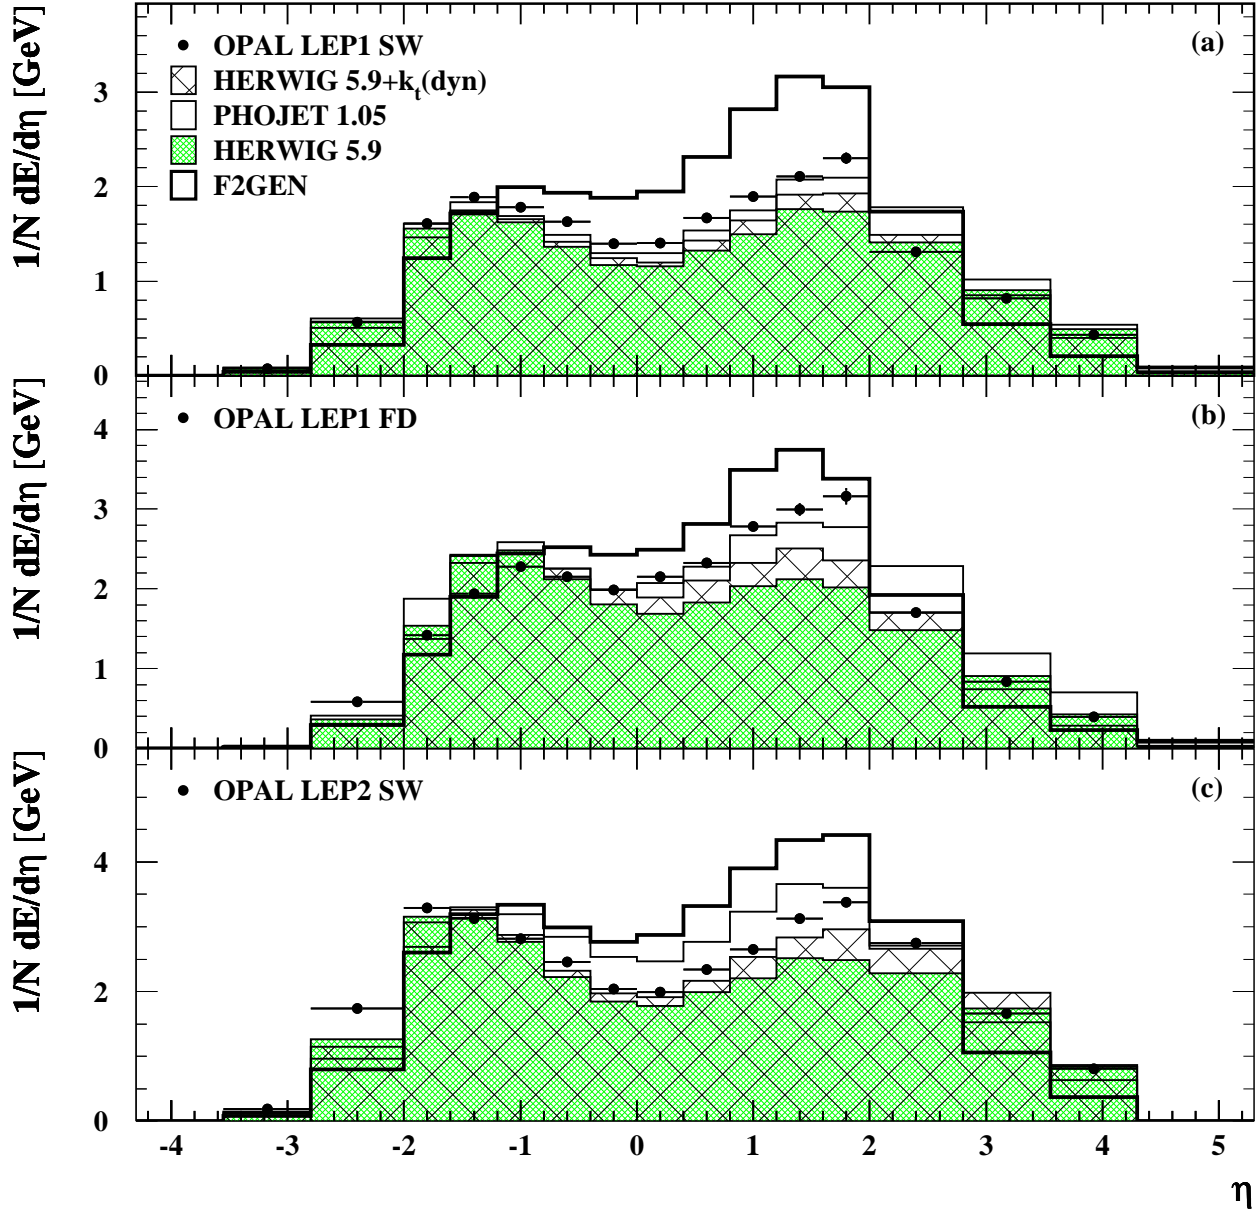 1/N dE/dη [GeV]
3
2
1
0
OPAL LEP1 SW
HERWIG 5.9+kt(dyn)
PHOJET 1.05
HERWIG 5.9
F2GEN
(a)
1/N dE/dη [GeV]
4
3
2
1
0
OPAL LEP1 FD
(b)
1/N dE/dη [GeV]
4
2
0
OPAL LEP2 SW
(c)
-4 -3 -2 -1 0 1 2 3 4 5
η